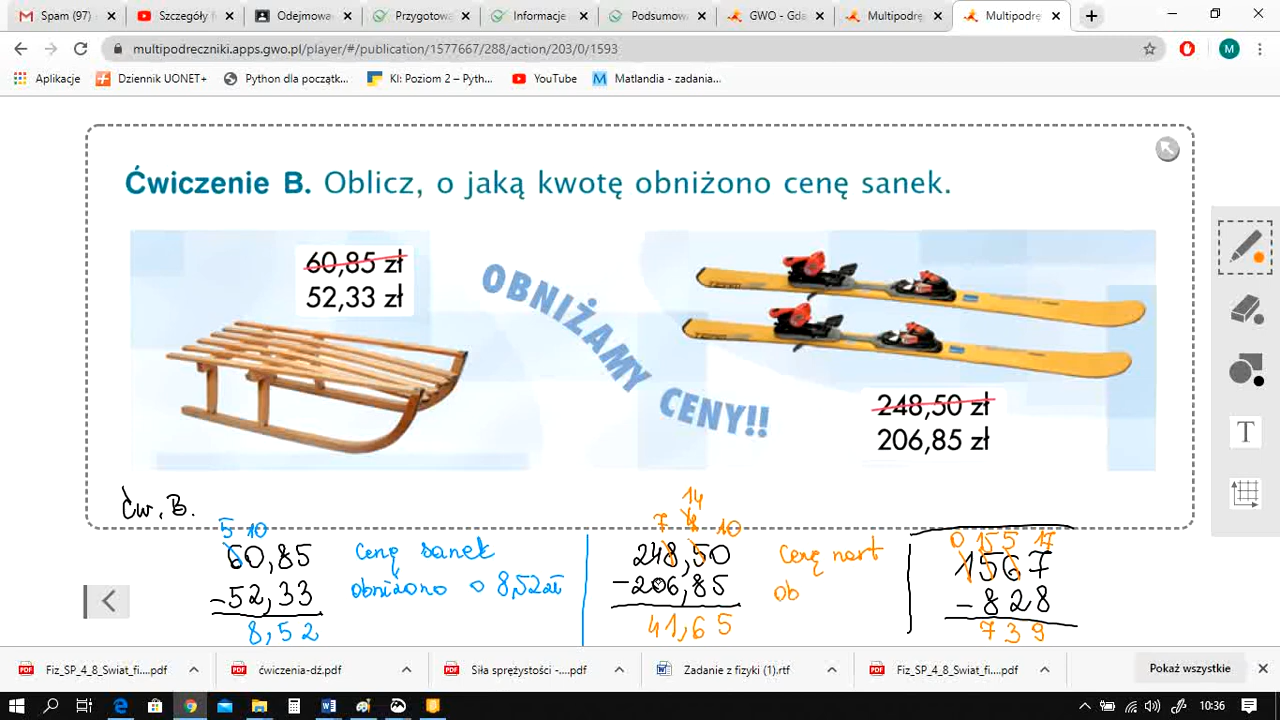 Spam (97)
Szczegóły f
Odejmowa
Przygotowa
Informacje
Podsumow
GWO - Gda
Multipodrę
Multipodrę
multipodreczniki.apps.gwo.pl/player/#/publication/1577667/288/action/203/0/1593
M
Aplikacje
Dziennik UONET+
Python dla początk...
KI: Poziom 2 – Pyth...
YouTube
Matlandia - zadania...
Ćwiczenie B. Oblicz, o jaką kwotę obniżono cenę sanek.
60,85 zł
52,33 zł
OBNIŻAMY CENY!!
248,50 zł
206,85 zł
T
Ćw. B.
5 10
60,85
-52,33
8,52
Cenę sanek
obniżono o 8,52zł
14
7 4 10
248,50
-206,85
41,65
Cenę nart
ob
0 15 5 17
1567
-828
739
Fiz_SP_4_8_Swiat_fi....pdf
ćwiczenia-dź.pdf
Siła sprężystości -....pdf
Zadanie z fizyki (1).rtf
Fiz_SP_4_8_Swiat_fi....pdf
Pokaż wszystkie
10:36